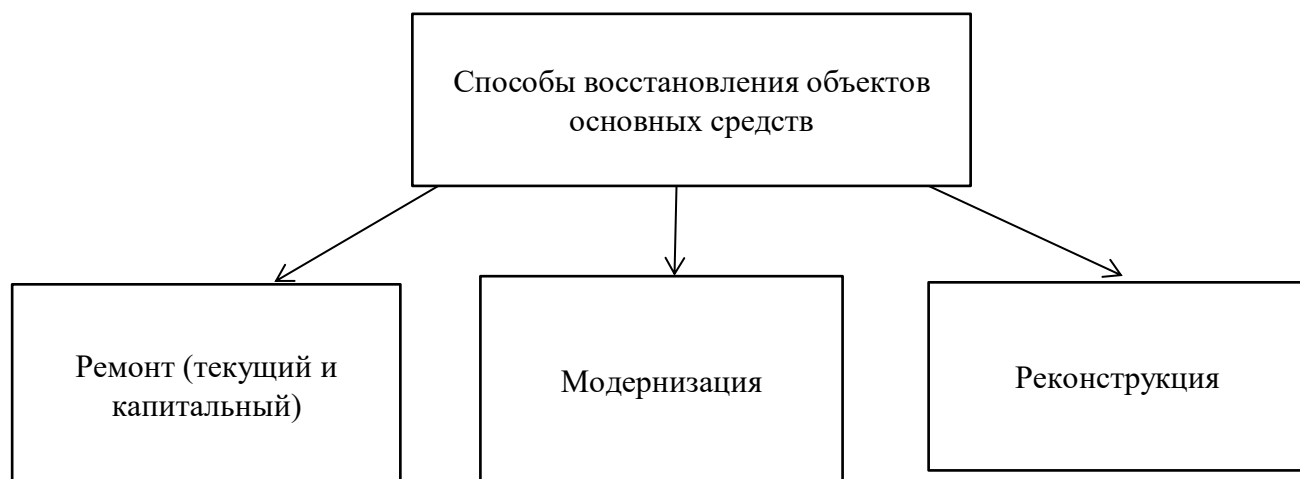 Способы восстановления объектов
основных средств
Ремонт (текущий и
капитальный)
Модернизация
Реконструкция